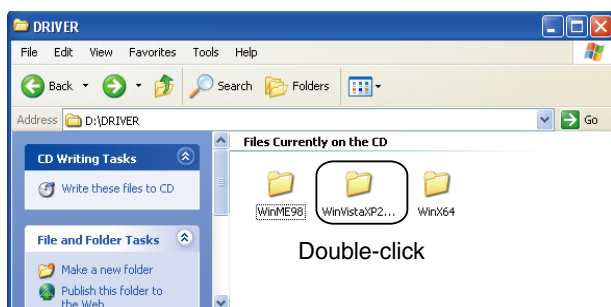 DRIVER
File Edit View Favorites Tools Help
Back Search Folders
Address D:\DRIVER Go
CD Writing Tasks
Write these files to CD
File and Folder Tasks
Make a new folder
Publish this folder to
the Web
Files Currently on the CD
WinME98 WinVistaXP2... WinX64
Double-click